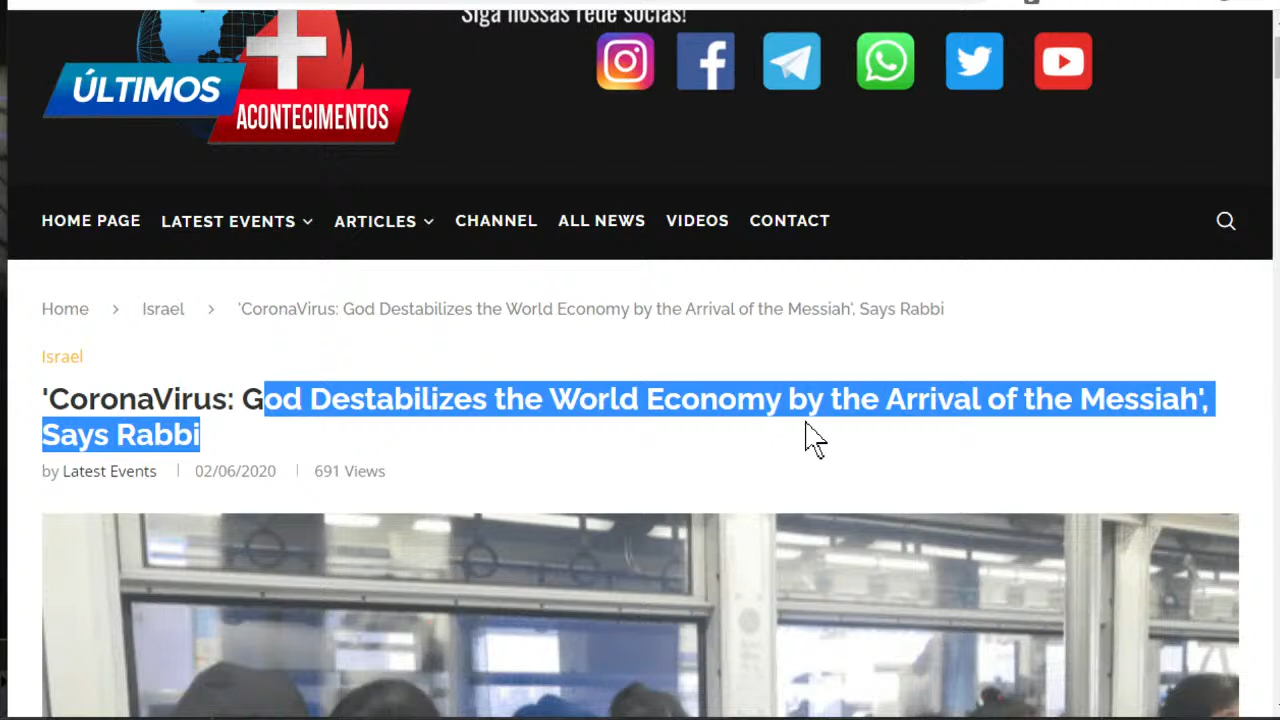 Siga nossas rede socias!
ÚLTIMOS
ACONTECIMENTOS
HOME PAGE LATEST EVENTS ARTICLES CHANNEL ALL NEWS VIDEOS CONTACT
Home > Israel > 'CoronaVirus: God Destabilizes the World Economy by the Arrival of the Messiah', Says Rabbi
Israel
'CoronaVirus: God Destabilizes the World Economy by the Arrival of the Messiah',
Says Rabbi
by Latest Events | 02/06/2020 | 691 Views